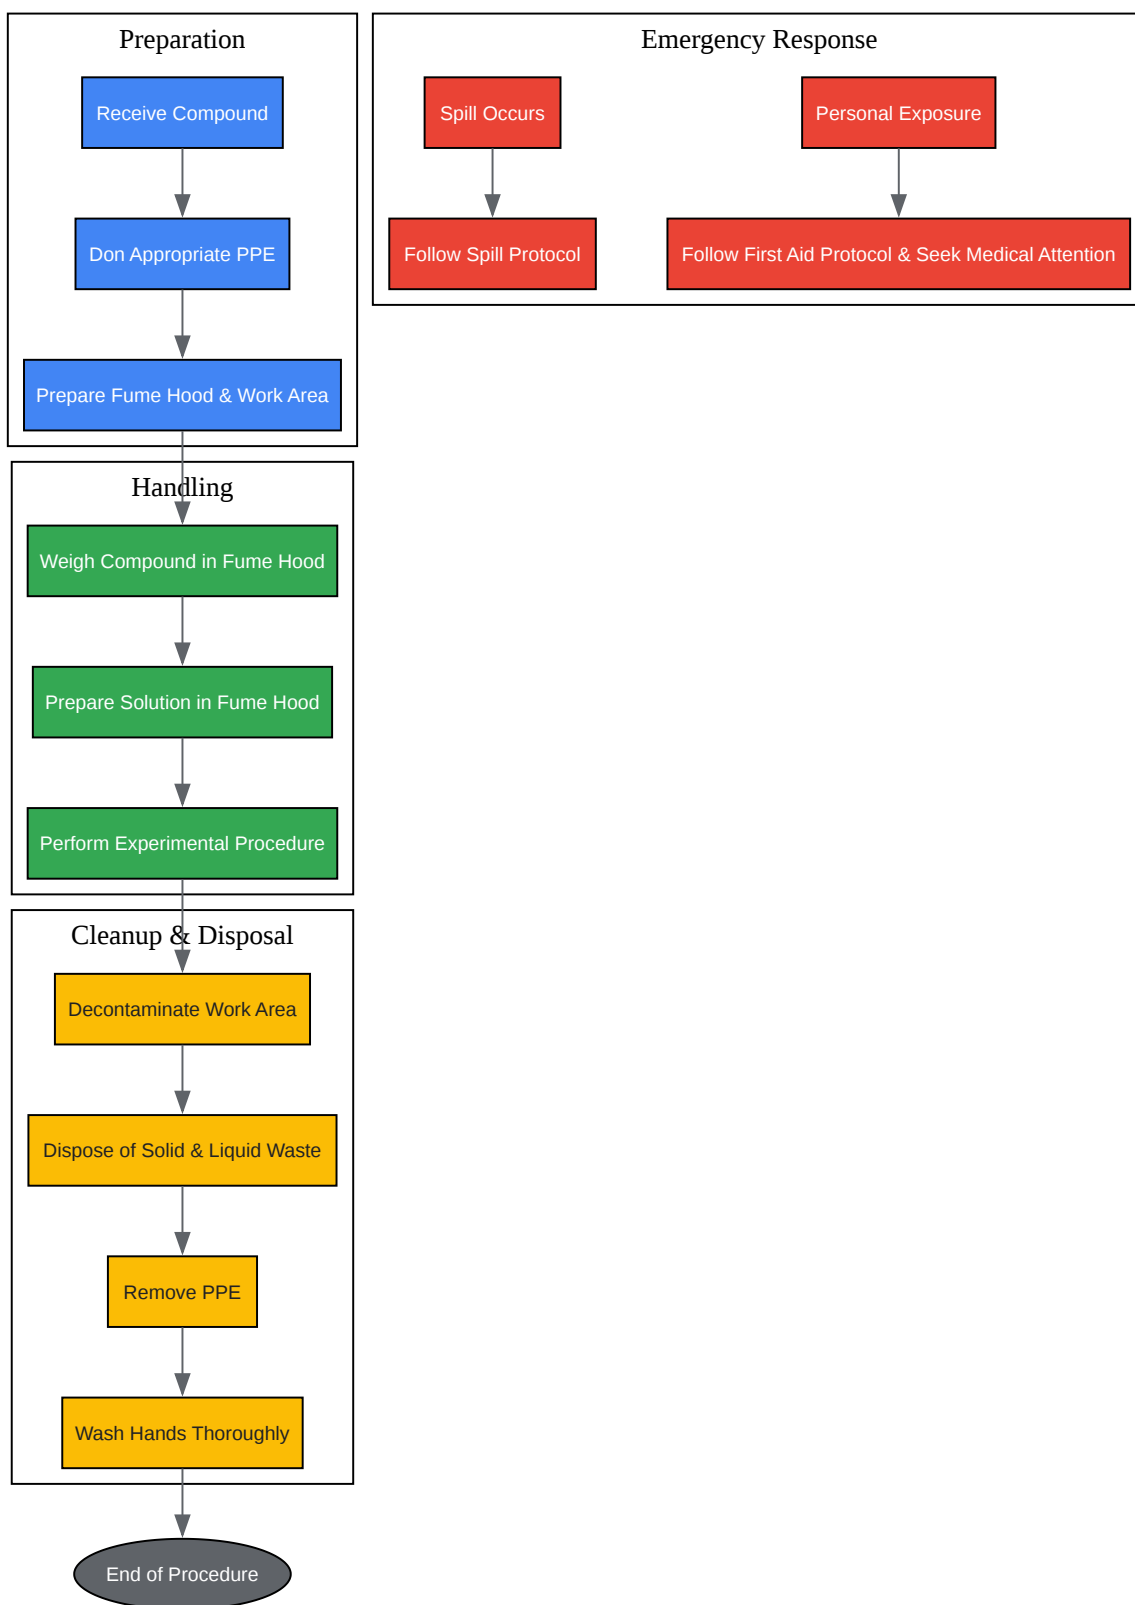 Preparation
Receive Compound
Don Appropriate PPE
Prepare Fume Hood & Work Area
Handling
Weigh Compound in Fume Hood
Prepare Solution in Fume Hood
Perform Experimental Procedure
Cleanup & Disposal
Decontaminate Work Area
Dispose of Solid & Liquid Waste
Remove PPE
Wash Hands Thoroughly
End of Procedure
Emergency Response
Spill Occurs
Follow Spill Protocol
Personal Exposure
Follow First Aid Protocol & Seek Medical Attention